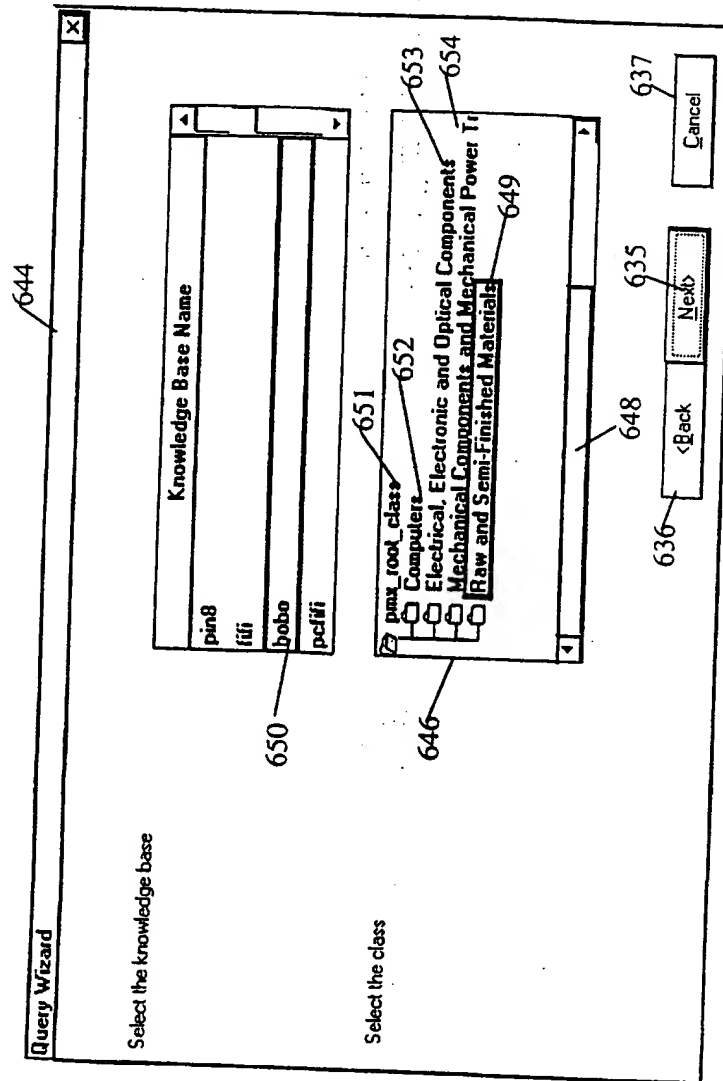 644
Query Wizard
X
Select the knowledge base
Knowledge Base Name
pin8
fifi
bobo
pcfifi
650
Select the class
651
652
653
654
pmx_root_class
Computers
Electrical, Electronic and Optical Components
Mechanical Components and Mechanical Power Tr
Raw and Semi-Finished Materials
649
646
648
636
635
637
<Back
Next>
Cancel